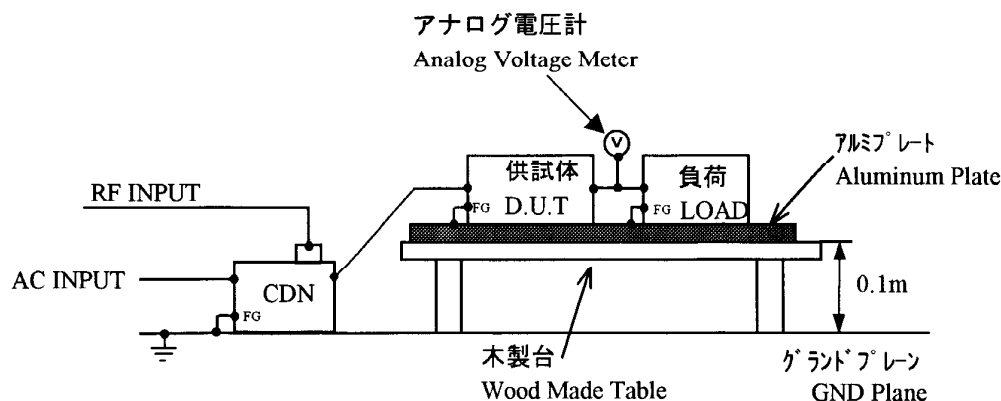 アナログ電圧計
Analog Voltage Meter
V
供試体
D.U.T
FG
負荷
LOAD
FG
ｱﾙﾐﾌﾟﾚｰﾄ
Aluminum Plate
RF INPUT
AC INPUT
CDN
FG
0.1m
木製台
Wood Made Table
ｸﾞﾗﾝﾄﾞﾌﾟﾚｰﾝ
GND Plane